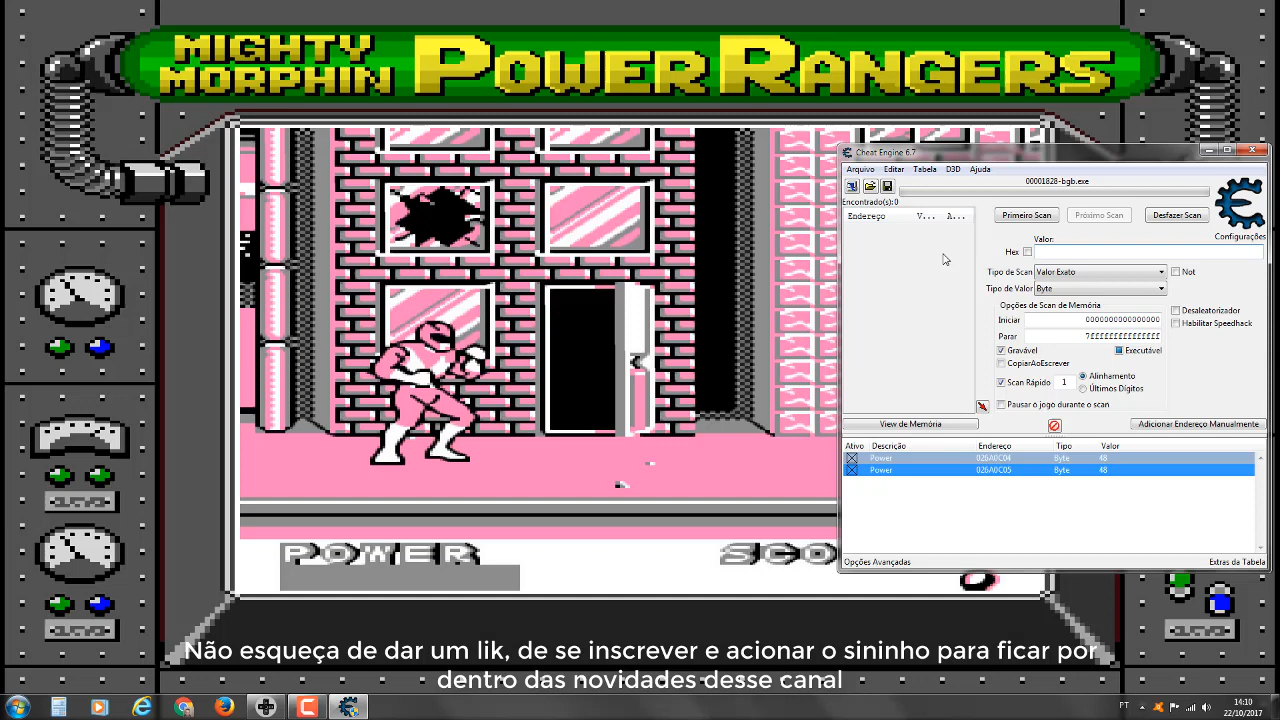 MIGHTY
MORPHIN
POWER RANGERS
Cheat Engine 6.7
Arquivo Editar Tabela D3D Ajuda
00001828-bgb.exe
Encontrado(s):0
Endereço V... A...
Primeiro Scan Próximo Scan Desfazer Scan
Configurações
Valor:
Hex
Tipo de Scan Valor Exato Not
Tipo de Valor Byte
Opções de Scan de Memória
Desaleatorizador
Habilitar Speedhack
Iniciar 0000000000000000
Parar 7fffffffffffffff
Gravável Executável
CopiarAoEscrever
Scan Rápido 1 Alinhamento
Últimos Dígitos
Pausar o jogo durante o scan
View de Memória Adicionar Endereço Manualmente
Ativo Descrição Endereço Tipo Valor
Power 026A0C04 Byte 48
Power 026A0C05 Byte 48
Opções Avançadas Extras da Tabela
POWER SCO
0
Não esqueça de dar um lik, de se inscrever e acionar o sininho para ficar por
dentro das novidades desse canal
PT 14:10
22/10/2017